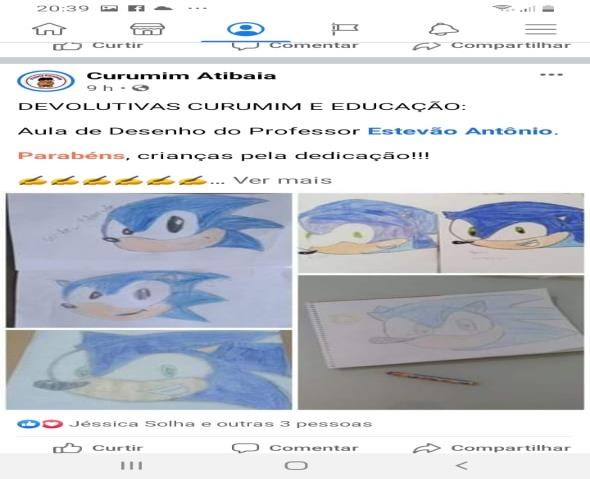 20:39
Curtir Comentar Compartilhar
Curumim Atibaia
9 h
DEVOLUTIVAS CURUMIM E EDUCAÇÃO:
Aula de Desenho do Professor Estevão Antônio.
Parabéns, crianças pela dedicação!!!
... Ver mais
Jéssica Solha e outras 3 pessoas
Curtir Comentar Compartilhar